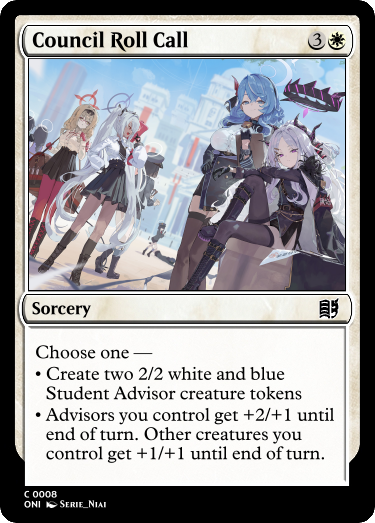 Council Roll Call 3
Sorcery
Choose one —
• Create two 2/2 white and blue
Student Advisor creature tokens
• Advisors you control get +2/+1 until
end of turn. Other creatures you
control get +1/+1 until end of turn.
C 0008
ONI Serie_Niai